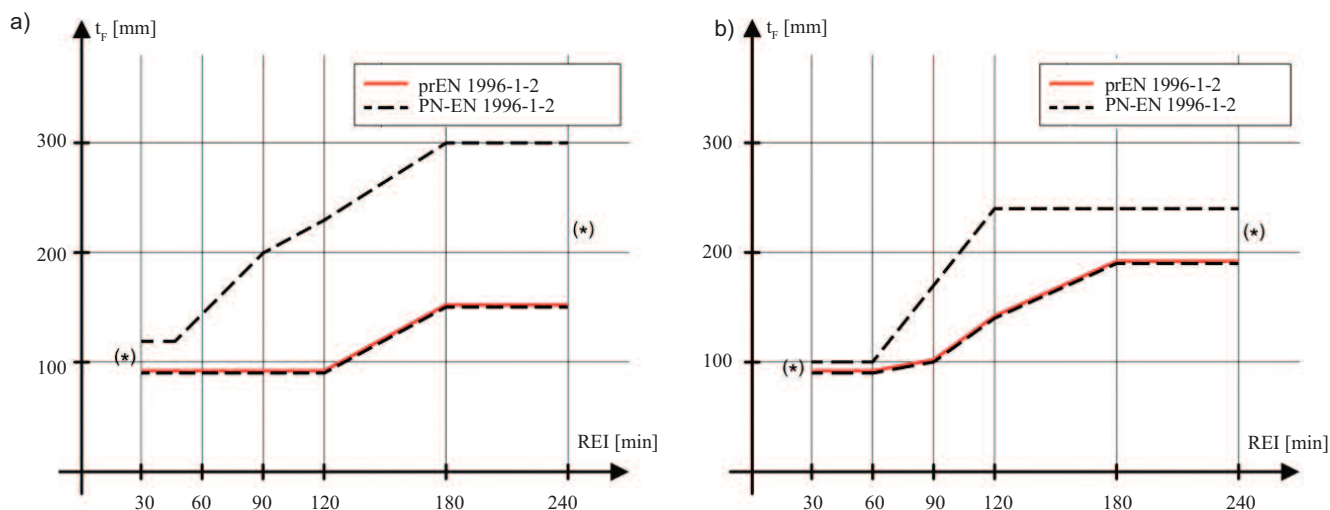 a)
t_F [mm]
prEN 1996-1-2
PN-EN 1996-1-2
300
200
100
(*)
(*)
REI [min]
30 60 90 120 180 240
b)
t_F [mm]
prEN 1996-1-2
PN-EN 1996-1-2
300
200
100
(*)
(*)
REI [min]
30 60 90 120 180 240